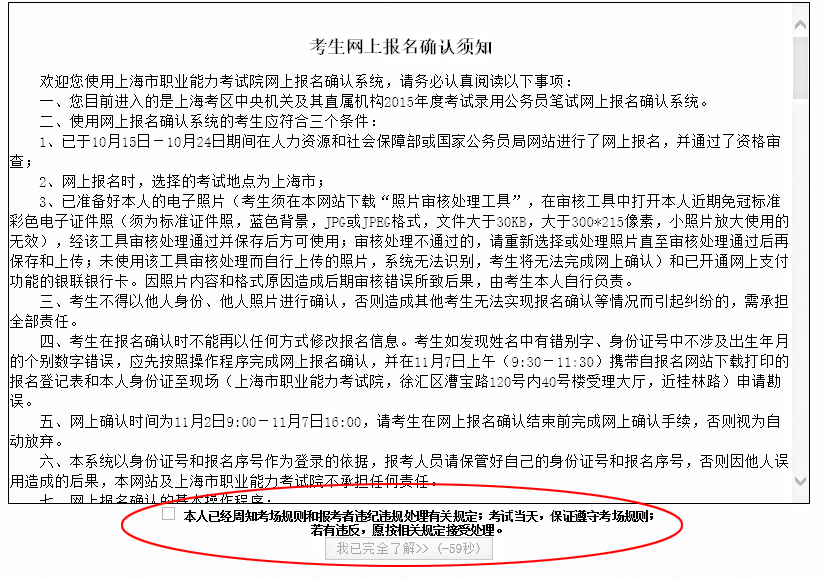 考生网上报名确认须知
欢迎您使用上海市职业能力考试院网上报名确认系统，请务必认真阅读以下事项：
一、您目前进入的是上海考区中央机关及其直属机构2015年度考试录用公务员笔试网上报名确认系统。
二、使用网上报名确认系统的考生应符合三个条件：
1、已于10月15日－10月24日期间在人力资源和社会保障部或国家公务员局网站进行了网上报名，并通过了资格审
查；
2、网上报名时，选择的考试地点为上海市；
3、已准备好本人的电子照片（考生须在本网站下载“照片审核处理工具”，在审核工具中打开本人近期免冠标准
彩色电子证件照（须为标准证件照，蓝色背景，JPG或JPEG格式，文件大于30KB，大于300*215像素，小照片放大使用的
无效），经该工具审核处理通过并保存后方可使用；审核处理不通过的，请重新选择或处理照片直至审核处理通过后再
保存和上传；未使用该工具审核处理而自行上传的照片，系统无法识别，考生将无法完成网上确认）和已开通网上支付
功能的银联银行卡。因照片内容和格式原因造成后期审核错误所致后果，由考生本人自行负责。
三、考生不得以他人身份、他人照片进行确认，否则造成其他考生无法实现报名确认等情况而引起纠纷的，需承担
全部责任。
四、考生在报名确认时不能再以任何方式修改报名信息。考生如发现姓名中有错别字、身份证号中不涉及出生年月
的个别数字错误，应先按照操作程序完成网上报名确认，并在11月7日上午（9:30－11:30）携带自报名网站下载打印的
报名登记表和本人身份证至现场（上海市职业能力考试院，徐汇区漕宝路120号内40号楼受理大厅，近桂林路）申请勘
误。
五、网上确认时间为11月2日9:00－11月7日16:00，请考生在网上报名确认结束前完成网上确认手续，否则视为自
动放弃。
六、本系统以身份证号和报名序号作为登录的依据，报考人员请保管好自己的身份证号和报名序号，否则因他人误
用造成的后果，本网站及上海市职业能力考试院不承担任何责任。
七、网上报名确认的基本操作程序：
本人已经周知考场规则和报考者违纪违规处理有关规定；考试当天，保证遵守考场规则；
若有违反，愿按相关规定接受处理。
我已完全了解>> (-59秒)